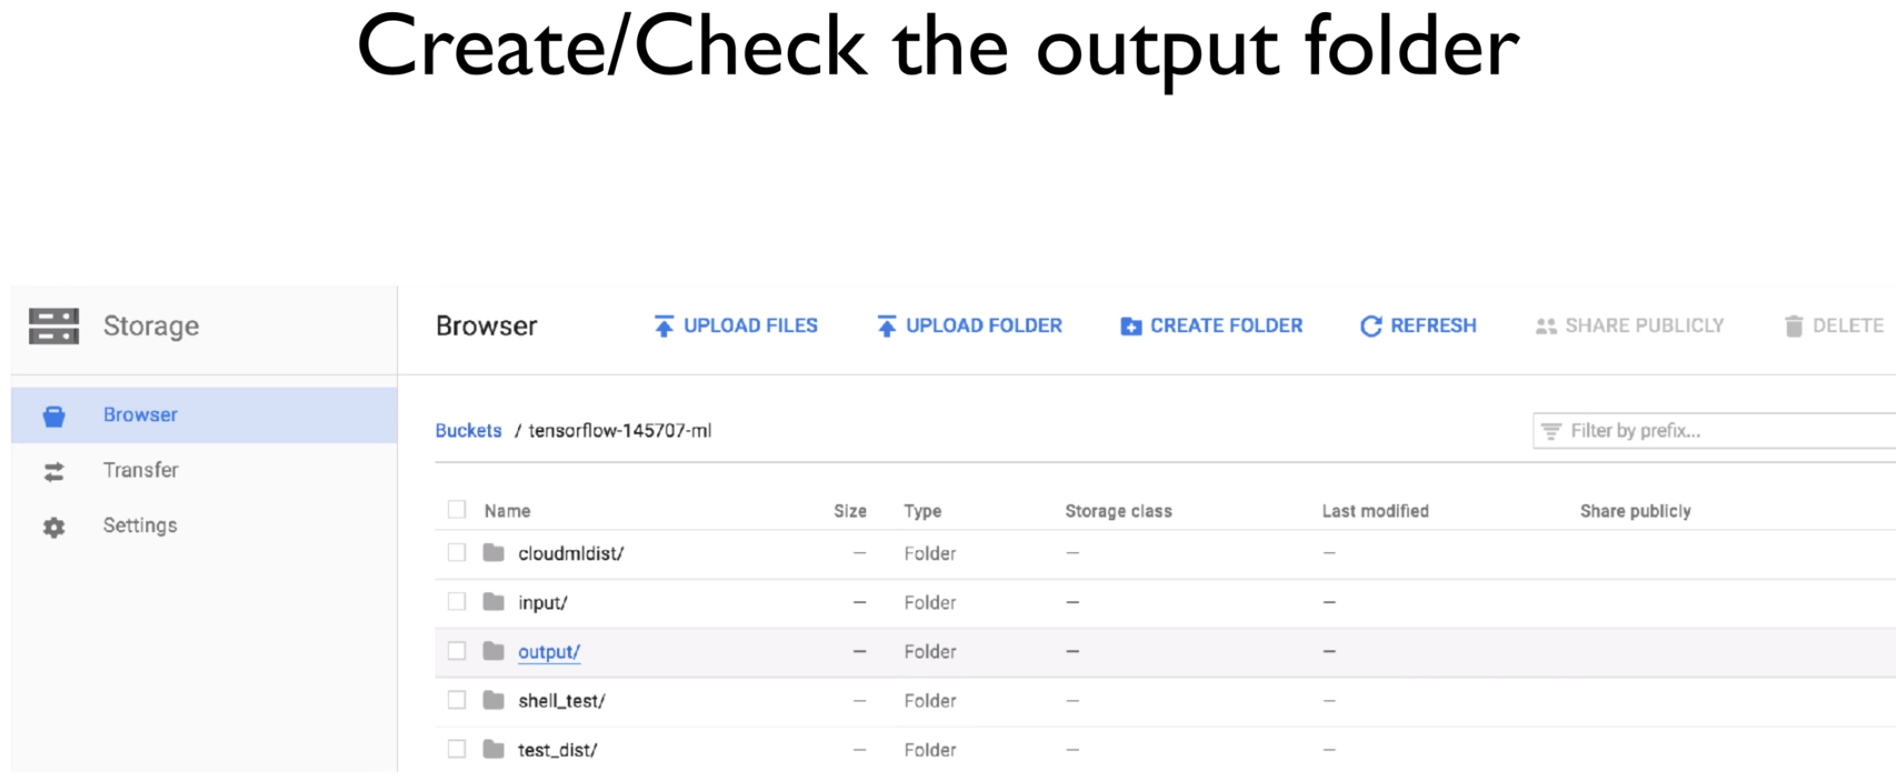 Create/Check the output folder
Storage
Browser UPLOAD FILES UPLOAD FOLDER CREATE FOLDER REFRESH SHARE PUBLICLY DELETE
Browser
Transfer
Settings
Buckets / tensorflow-145707-ml
Filter by prefix...
Name Size Type Storage class Last modified Share publicly
cloudmldist/ — Folder — —
input/ — Folder — —
output/ — Folder — —
shell_test/ — Folder — —
test_dist/ — Folder — —